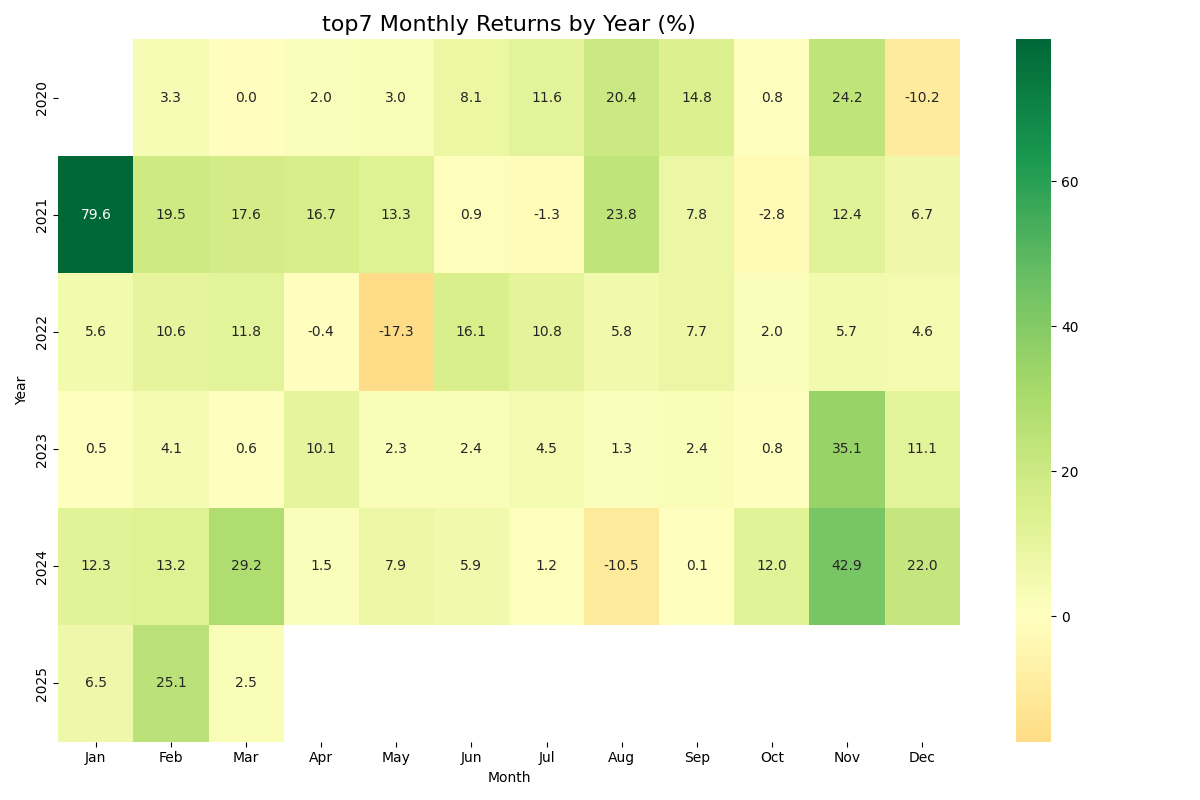 top7 Monthly Returns by Year (%)
2020 3.3 0.0 2.0 3.0 8.1 11.6 20.4 14.8 0.8 24.2 -10.2
2021 79.6 19.5 17.6 16.7 13.3 0.9 -1.3 23.8 7.8 -2.8 12.4 6.7
2022 5.6 10.6 11.8 -0.4 -17.3 16.1 10.8 5.8 7.7 2.0 5.7 4.6
Year
2023 0.5 4.1 0.6 10.1 2.3 2.4 4.5 1.3 2.4 0.8 35.1 11.1
2024 12.3 13.2 29.2 1.5 7.9 5.9 1.2 -10.5 0.1 12.0 42.9 22.0
2025 6.5 25.1 2.5
Jan Feb Mar Apr May Jun Jul Aug Sep Oct Nov Dec
Month
60
40
20
0